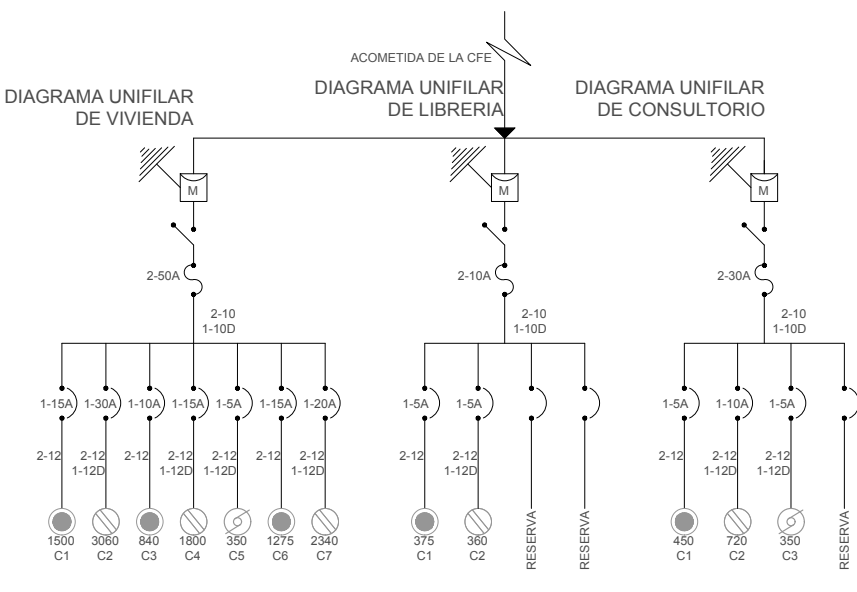 ACOMETIDA DE LA CFE
DIAGRAMA UNIFILAR
DE VIVIENDA
DIAGRAMA UNIFILAR
DE LIBRERIA
DIAGRAMA UNIFILAR
DE CONSULTORIO
M
M
M
2-50A
2-10A
2-30A
2-10
1-10D
2-10
1-10D
2-10
1-10D
1-15A 1-30A 1-10A 1-15A 1-5A 1-15A 1-20A
1-5A 1-5A
1-5A 1-10A 1-5A
2-12 2-12 2-12 2-12 2-12 2-12 2-12
1-12D 1-12D 1-12D 1-12D
2-12 2-12
1-12D
2-12 2-12 2-12
1-12D 1-12D
1500 3060 840 1800 350 1275 2340
C1 C2 C3 C4 C5 C6 C7
375 360
C1 C2
RESERVA
RESERVA
450 720 350
C1 C2 C3
RESERVA